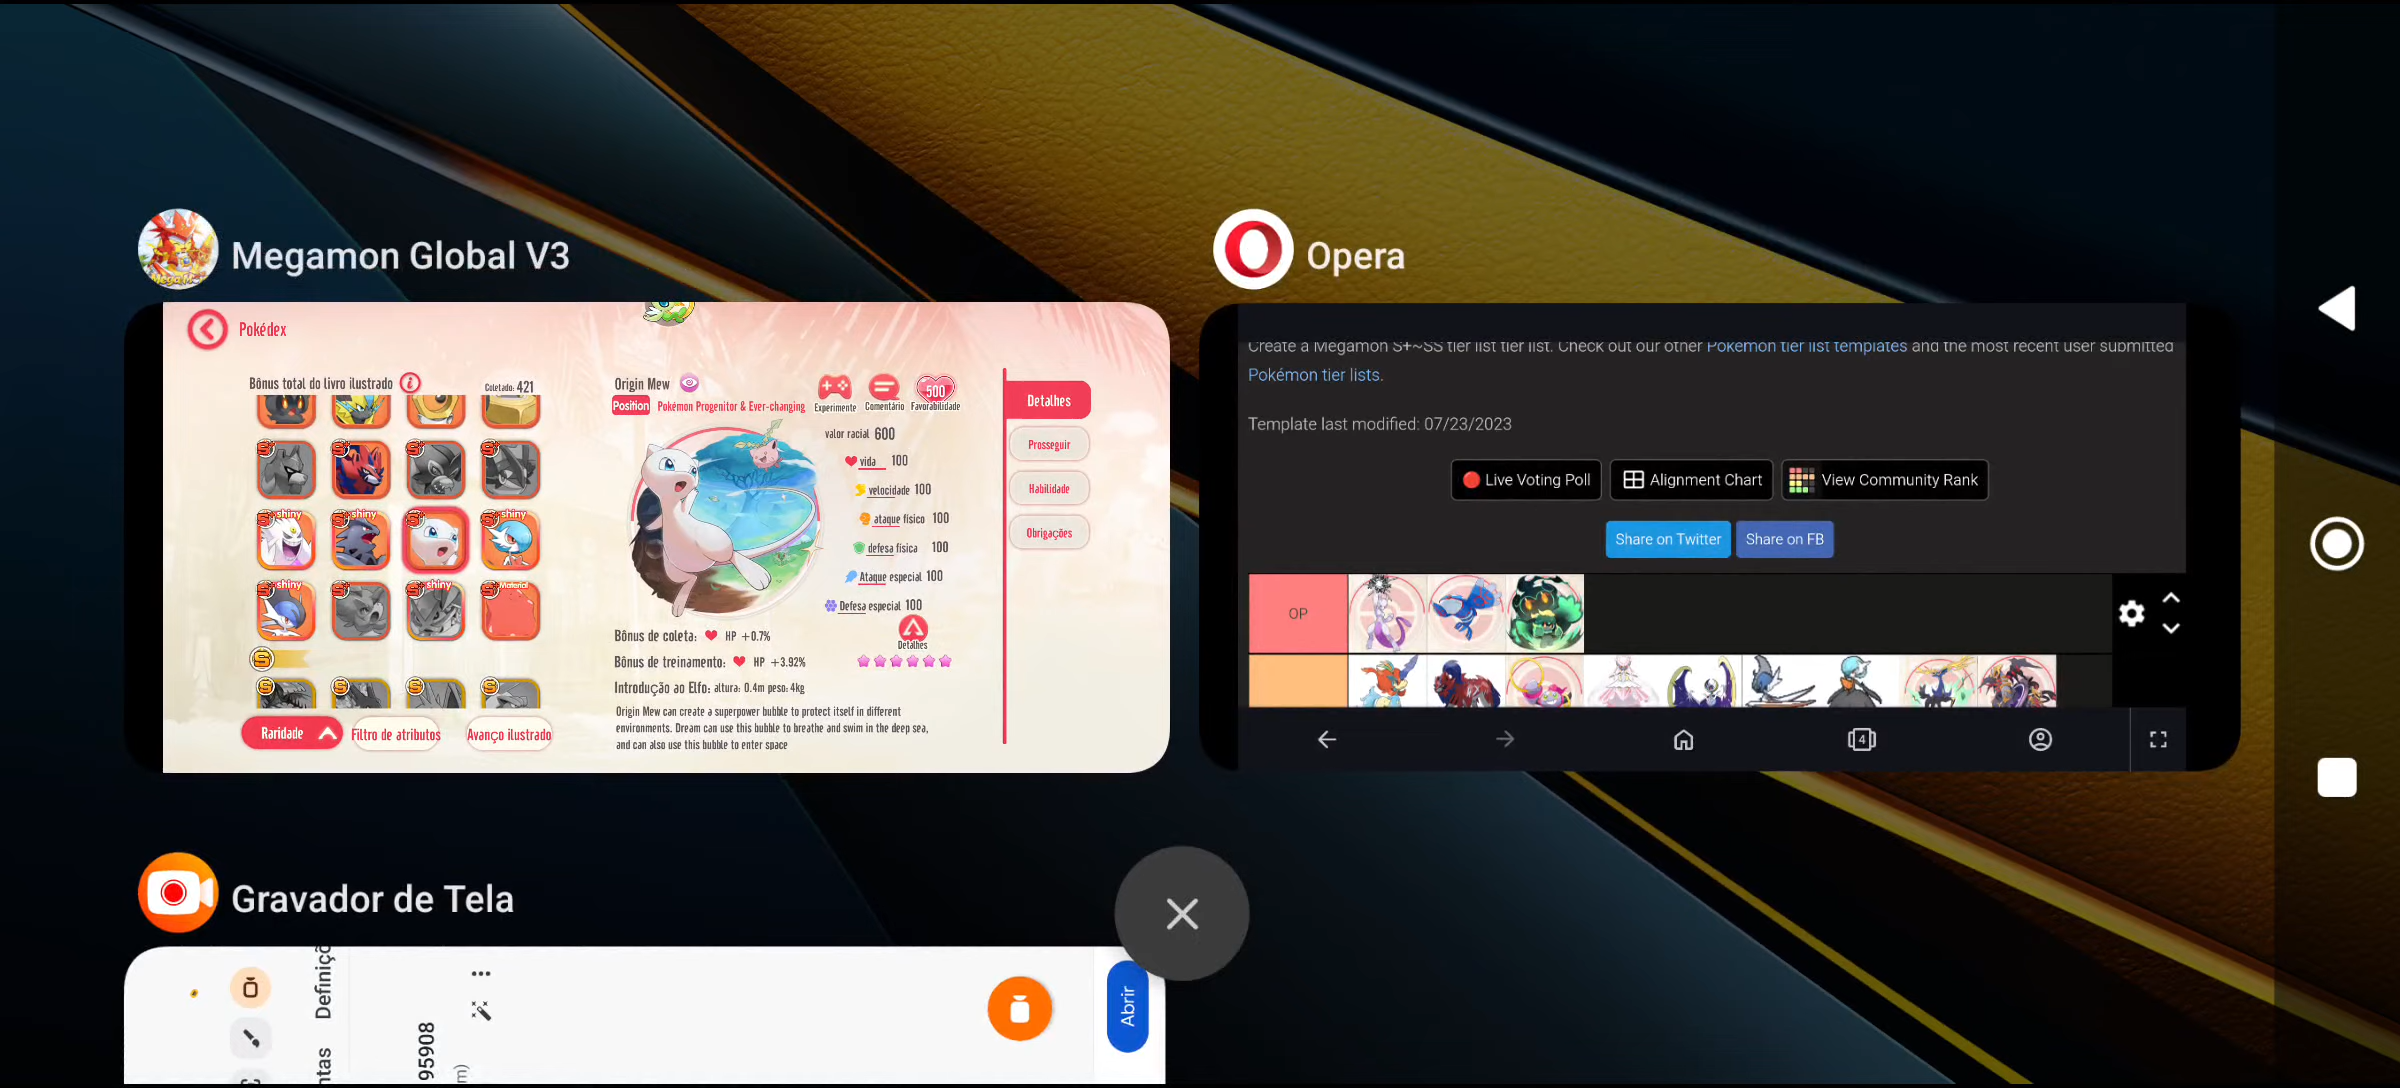 Megamon Global V3
Pokédex
Bônus total do livro ilustrado
Coletado: 421
shiny
shiny
shiny
shiny
shiny
Material
Raridade
Filtro de atributos
Avanço ilustrado
Origin Mew
Position Pokémon Progenitor & Ever-changing
Experimente
Comentário
500
Favorabilidade
valor racial 600
vida 100
velocidade 100
ataque físico 100
defesa física 100
Ataque especial 100
Defesa especial 100
Detalhes
Bônus de coleta: HP +0.7%
Bônus de treinamento: HP +3.92%
Introdução ao Elfo: altura: 0.4m peso: 4kg
Origin Mew can create a superpower bubble to protect itself in different
environments. Dream can use this bubble to breathe and swim in the deep sea,
and can also use this bubble to enter space
Detalhes
Prosseguir
Habilidade
Obrigações
Opera
Create a Megamon S+~SS tier list tier list. Check out our other Pokemon tier list templates and the most recent user submitted
Pokémon tier lists.
Template last modified: 07/23/2023
Live Voting Poll
Alignment Chart
View Community Rank
Share on Twitter
Share on FB
OP
4
Gravador de Tela
95908
Abrir